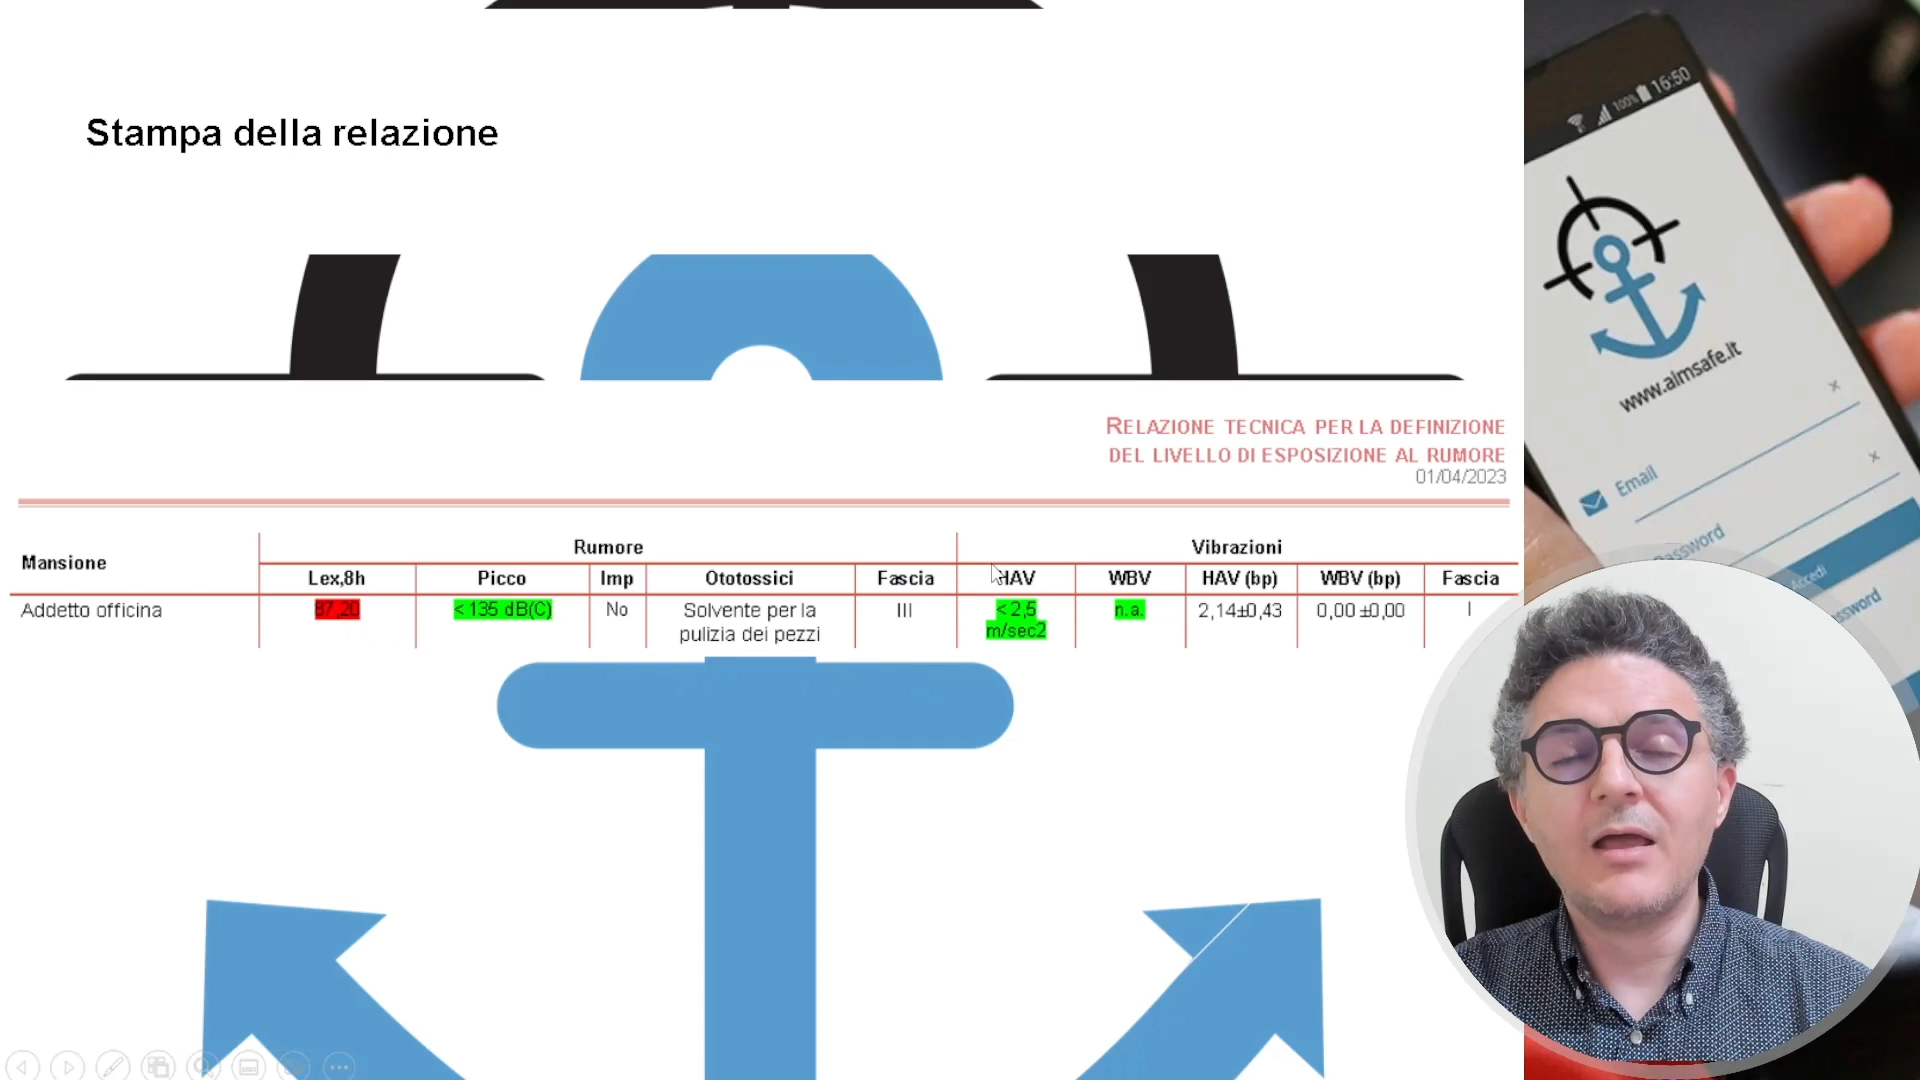 Stampa della relazione
RELAZIONE TECNICA PER LA DEFINIZIONE
DEL LIVELLO DI ESPOSIZIONE AL RUMORE
01/04/2023
Mansione
Rumore
Vibrazioni
Lex,8h Picco Imp Ototossici Fascia HAV WBV HAV (bp) WBV (bp) Fascia
Addetto officina 87,20 < 135 dB(C) No Solvente per la III < 2,5 n.a. 2,14±0,43 0,00 ±0,00 I
pulizia dei pezzi m/sec2
100% 16:50
www.aimsafe.it
Email
Password
Accedi